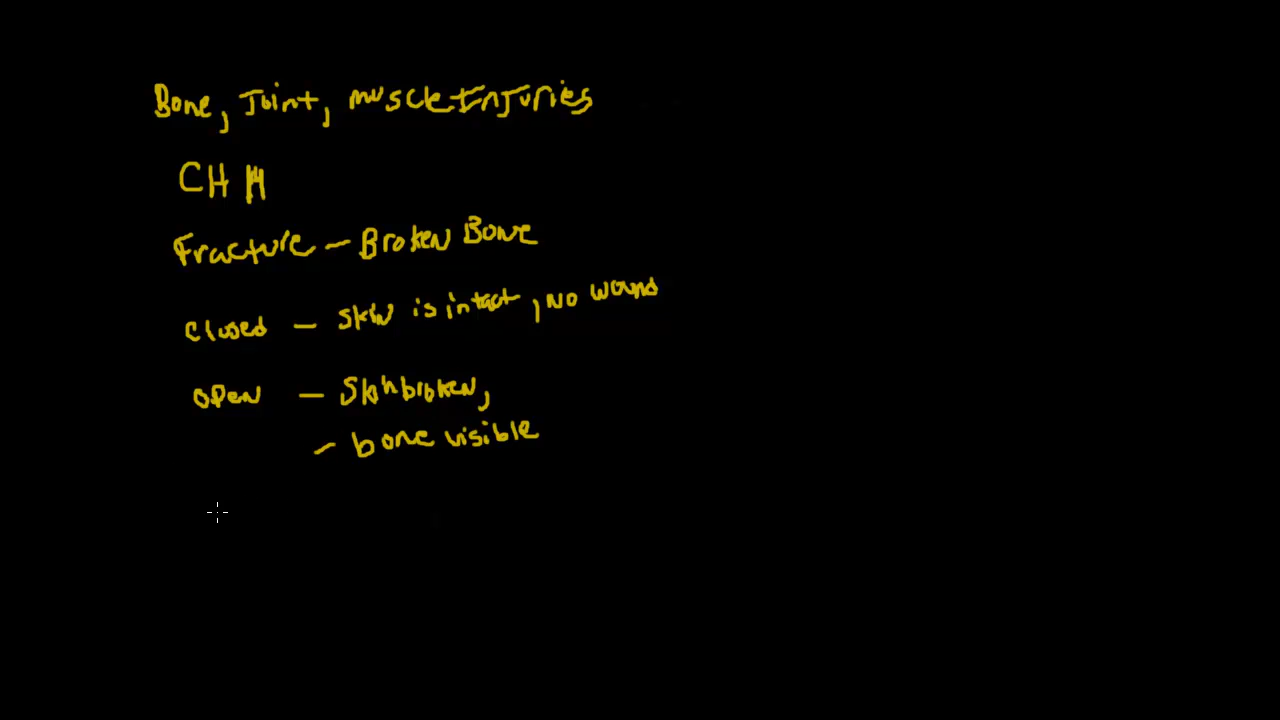 Bone, Joint, muscle Injuries
CH 14
Fracture - Broken Bone
closed - skin is intact, No wound
open - Skin broken,
- bone visible